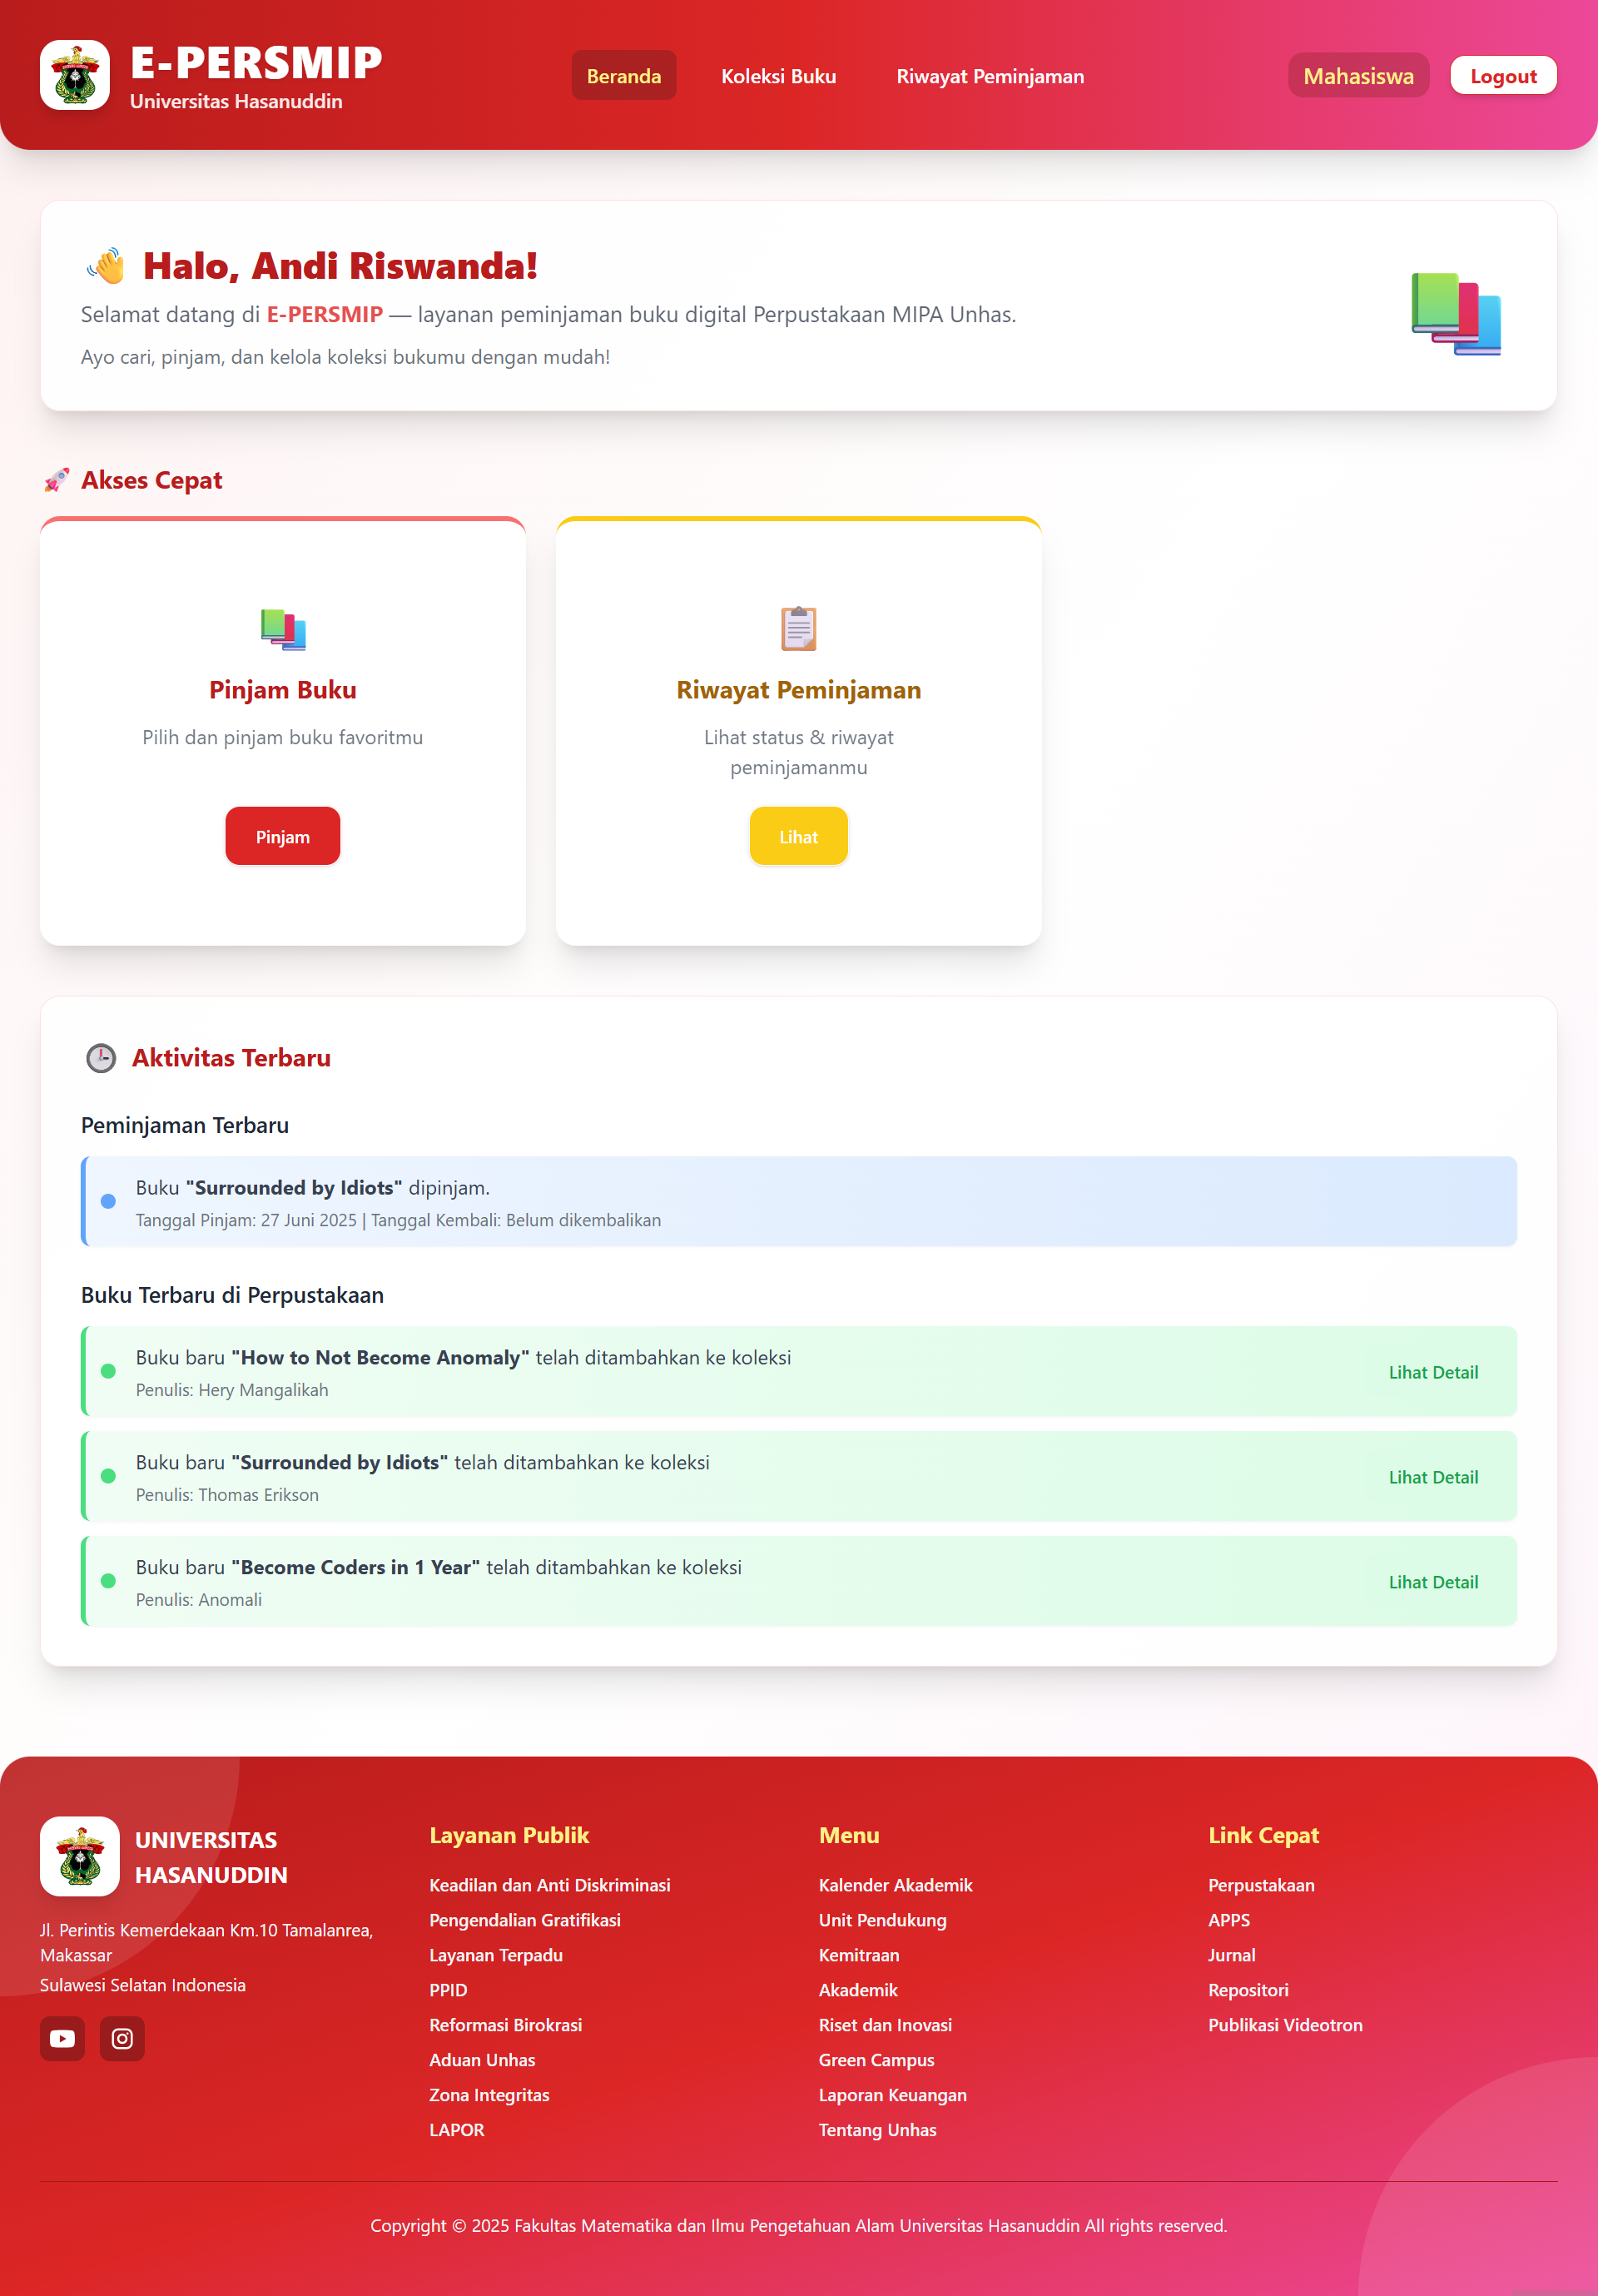 E-PERSMIP
Universitas Hasanuddin
Beranda
Koleksi Buku
Riwayat Peminjaman
Mahasiswa
Logout
Halo, Andi Riswanda!
Selamat datang di E-PERSMIP — layanan peminjaman buku digital Perpustakaan MIPA Unhas.
Ayo cari, pinjam, dan kelola koleksi bukumu dengan mudah!
Akses Cepat
Pinjam Buku
Pilih dan pinjam buku favoritmu
Pinjam
Riwayat Peminjaman
Lihat status & riwayat
peminjamanmu
Lihat
Aktivitas Terbaru
Peminjaman Terbaru
Buku "Surrounded by Idiots" dipinjam.
Tanggal Pinjam: 27 Juni 2025 | Tanggal Kembali: Belum dikembalikan
Buku Terbaru di Perpustakaan
Buku baru "How to Not Become Anomaly" telah ditambahkan ke koleksi
Penulis: Hery Mangalikah
Lihat Detail
Buku baru "Surrounded by Idiots" telah ditambahkan ke koleksi
Penulis: Thomas Erikson
Lihat Detail
Buku baru "Become Coders in 1 Year" telah ditambahkan ke koleksi
Penulis: Anomali
Lihat Detail
UNIVERSITAS
HASANUDDIN
Jl. Perintis Kemerdekaan Km.10 Tamalanrea,
Makassar
Sulawesi Selatan Indonesia
Layanan Publik
Keadilan dan Anti Diskriminasi
Pengendalian Gratifikasi
Layanan Terpadu
PPID
Reformasi Birokrasi
Aduan Unhas
Zona Integritas
LAPOR
Menu
Kalender Akademik
Unit Pendukung
Kemitraan
Akademik
Riset dan Inovasi
Green Campus
Laporan Keuangan
Tentang Unhas
Link Cepat
Perpustakaan
APPS
Jurnal
Repositori
Publikasi Videotron
Copyright © 2025 Fakultas Matematika dan Ilmu Pengetahuan Alam Universitas Hasanuddin All rights reserved.